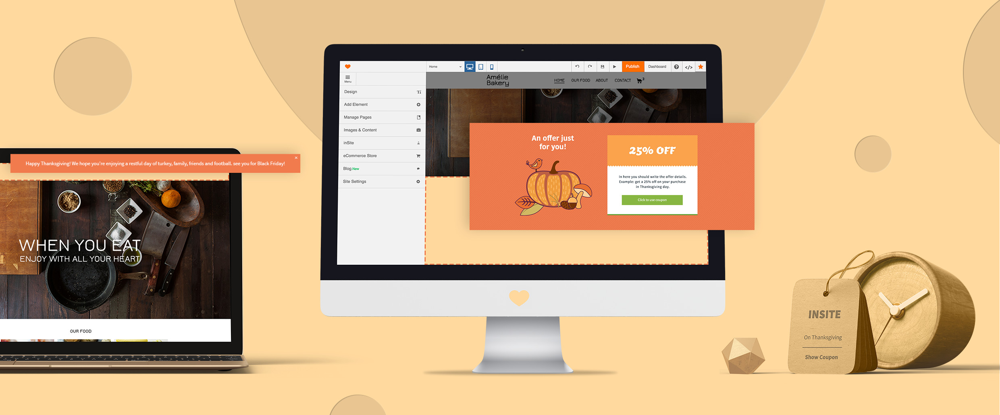 Happy Thanksgiving! We hope you're enjoying a restful day of turkey, family, friends and football. see you for Black Friday!
WHEN YOU EAT
ENJOY WITH ALL YOUR HEART
OUR FOOD
Home
Publish
Dashboard
Menu
Design
Add Element
Manage Pages
Images & Content
inSite
eCommerce Store
Blog.New
Site Settings
Amélie
Bakery
HOME OUR FOOD ABOUT CONTACT 3
An offer just
for you!
25% OFF
In here you should write the offer details.
Example: get a 25% off on your purchase
in Thanksgiving day.
Click to use coupon
INSITE
On Thanksgiving
Show Coupon